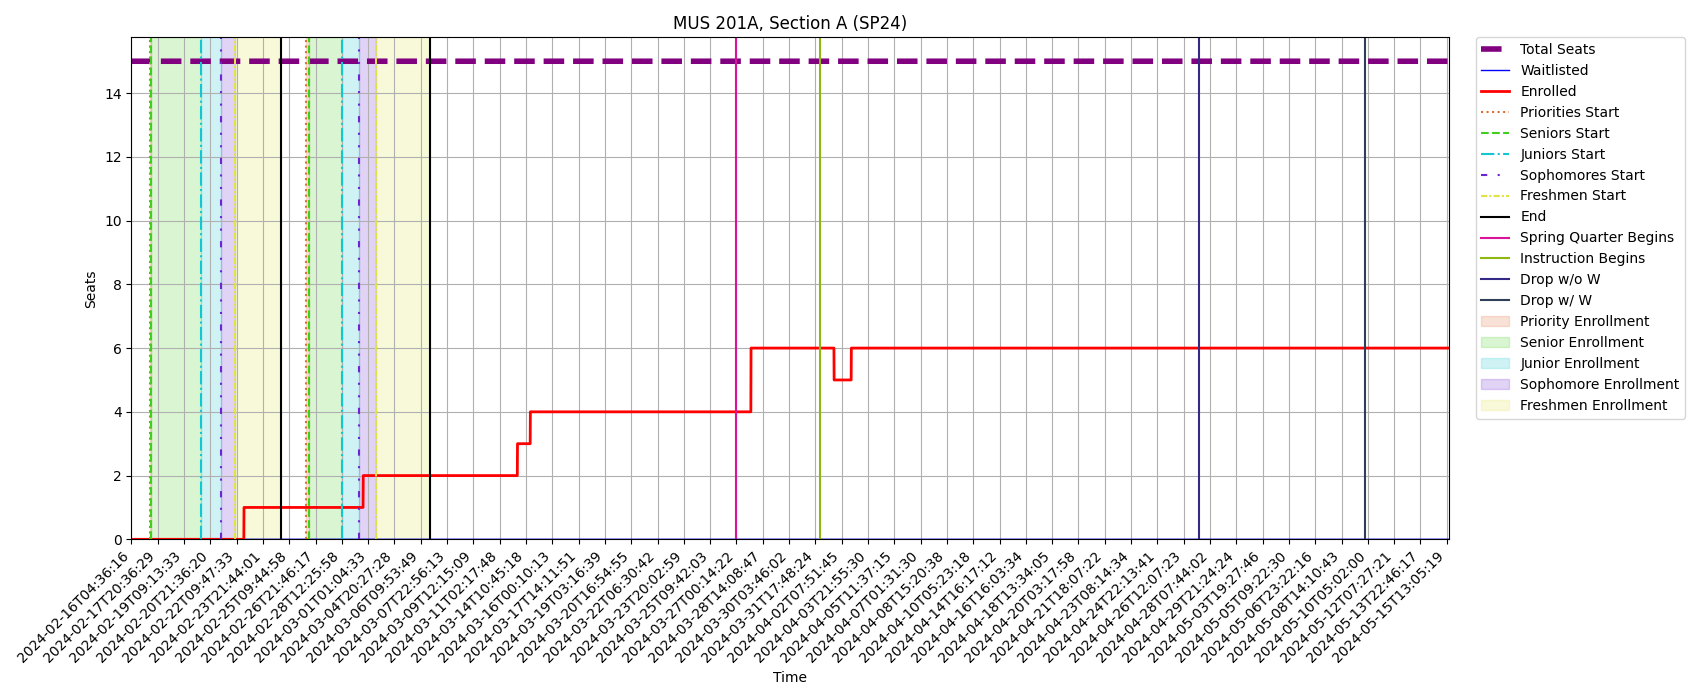 MUS 201A, Section A (SP24)
Seats
14
12
10
8
6
4
2
0
2024-02-16T04:36:16
2024-02-17T20:36:29
2024-02-19T09:13:33
2024-02-20T21:36:20
2024-02-22T09:47:33
2024-02-23T21:44:01
2024-02-25T09:44:58
2024-02-26T21:46:17
2024-02-28T12:25:58
2024-03-01T01:04:33
2024-03-04T20:27:28
2024-03-06T09:53:49
2024-03-07T22:56:13
2024-03-09T12:15:09
2024-03-11T02:17:48
2024-03-14T10:45:18
2024-03-16T00:10:13
2024-03-17T14:11:51
2024-03-19T03:16:39
2024-03-20T16:54:55
2024-03-22T06:30:42
2024-03-23T20:02:59
2024-03-25T09:42:03
2024-03-27T00:14:22
2024-03-28T14:08:47
2024-03-30T03:46:02
2024-03-31T17:48:24
2024-04-02T07:51:45
2024-04-03T21:55:30
2024-04-05T11:37:15
2024-04-07T01:31:30
2024-04-08T15:20:38
2024-04-10T05:23:18
2024-04-14T16:17:12
2024-04-16T16:03:34
2024-04-18T13:34:05
2024-04-20T03:17:58
2024-04-21T18:07:22
2024-04-23T08:14:34
2024-04-24T22:13:41
2024-04-26T12:07:23
2024-04-28T07:44:02
2024-04-29T21:24:24
2024-05-03T19:27:46
2024-05-05T09:22:30
2024-05-06T23:22:16
2024-05-08T14:10:43
2024-05-10T05:02:00
2024-05-12T07:27:21
2024-05-13T22:46:17
2024-05-15T13:05:19
Time
Total Seats
Waitlisted
Enrolled
Priorities Start
Seniors Start
Juniors Start
Sophomores Start
Freshmen Start
End
Spring Quarter Begins
Instruction Begins
Drop w/o W
Drop w/ W
Priority Enrollment
Senior Enrollment
Junior Enrollment
Sophomore Enrollment
Freshmen Enrollment